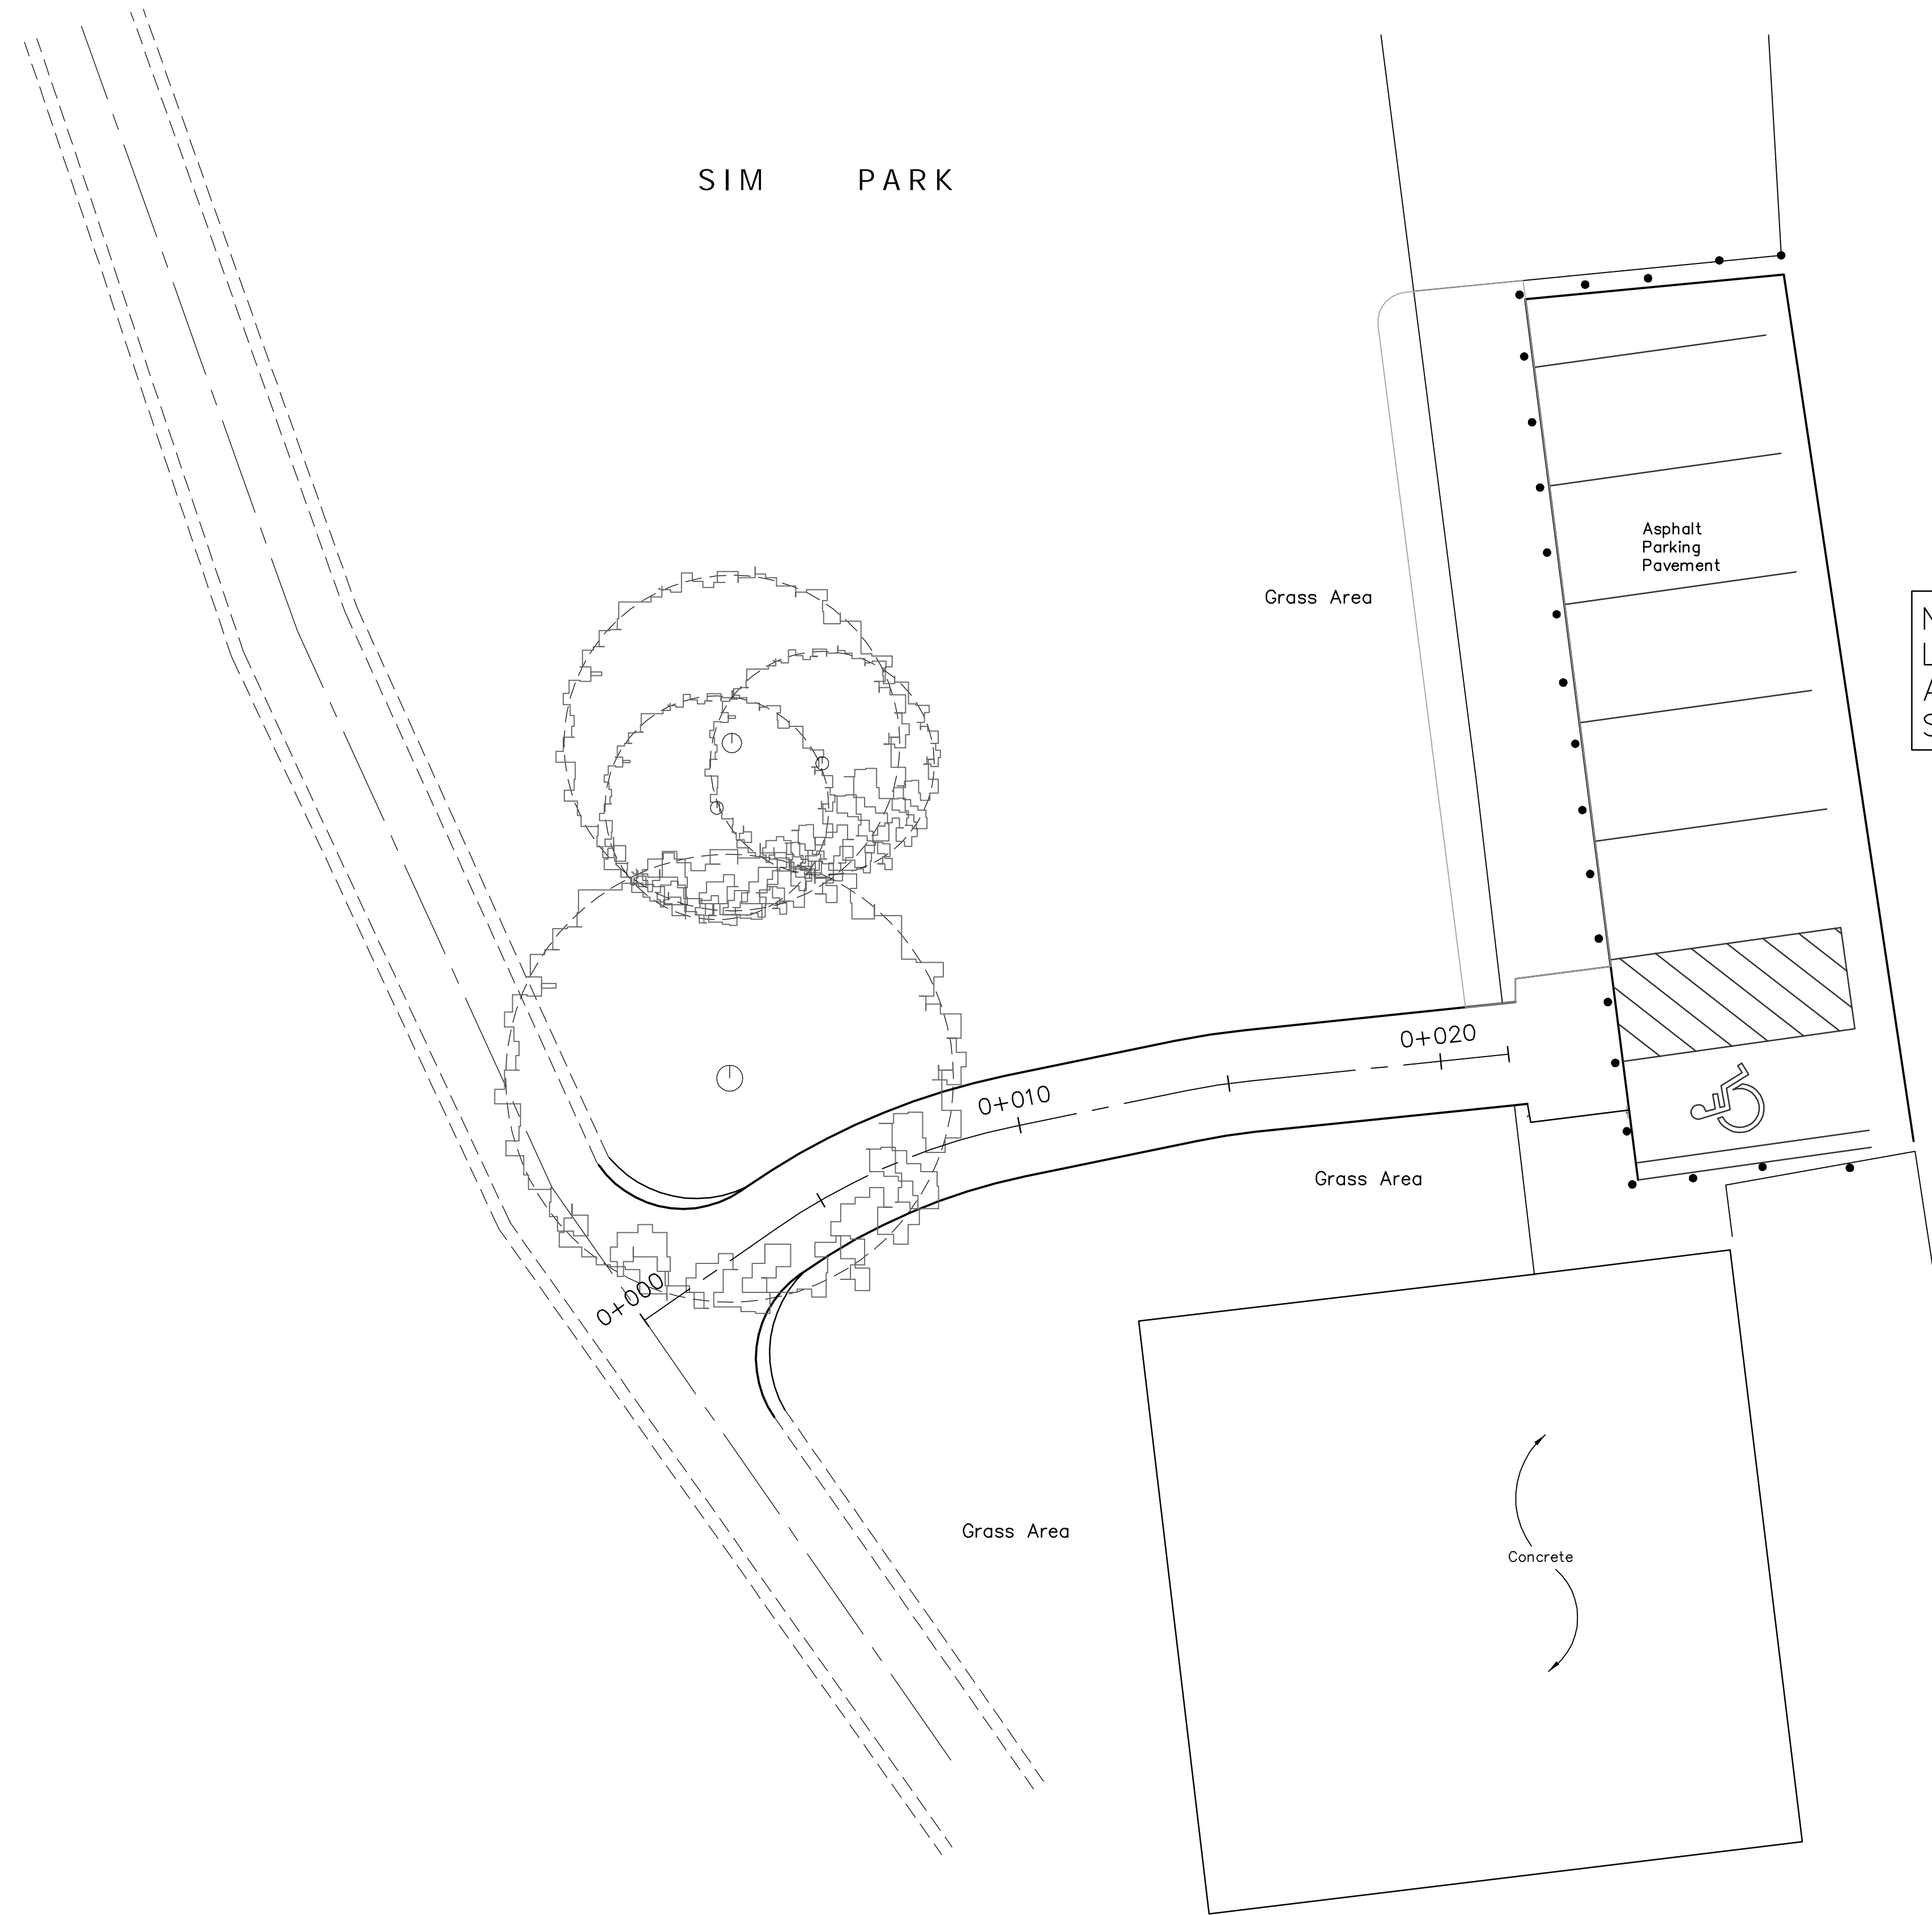 SIM PARK
Asphalt
Parking
Pavement
Grass Area
0+020
0+010
Grass Area
0+000
Grass Area
Concrete